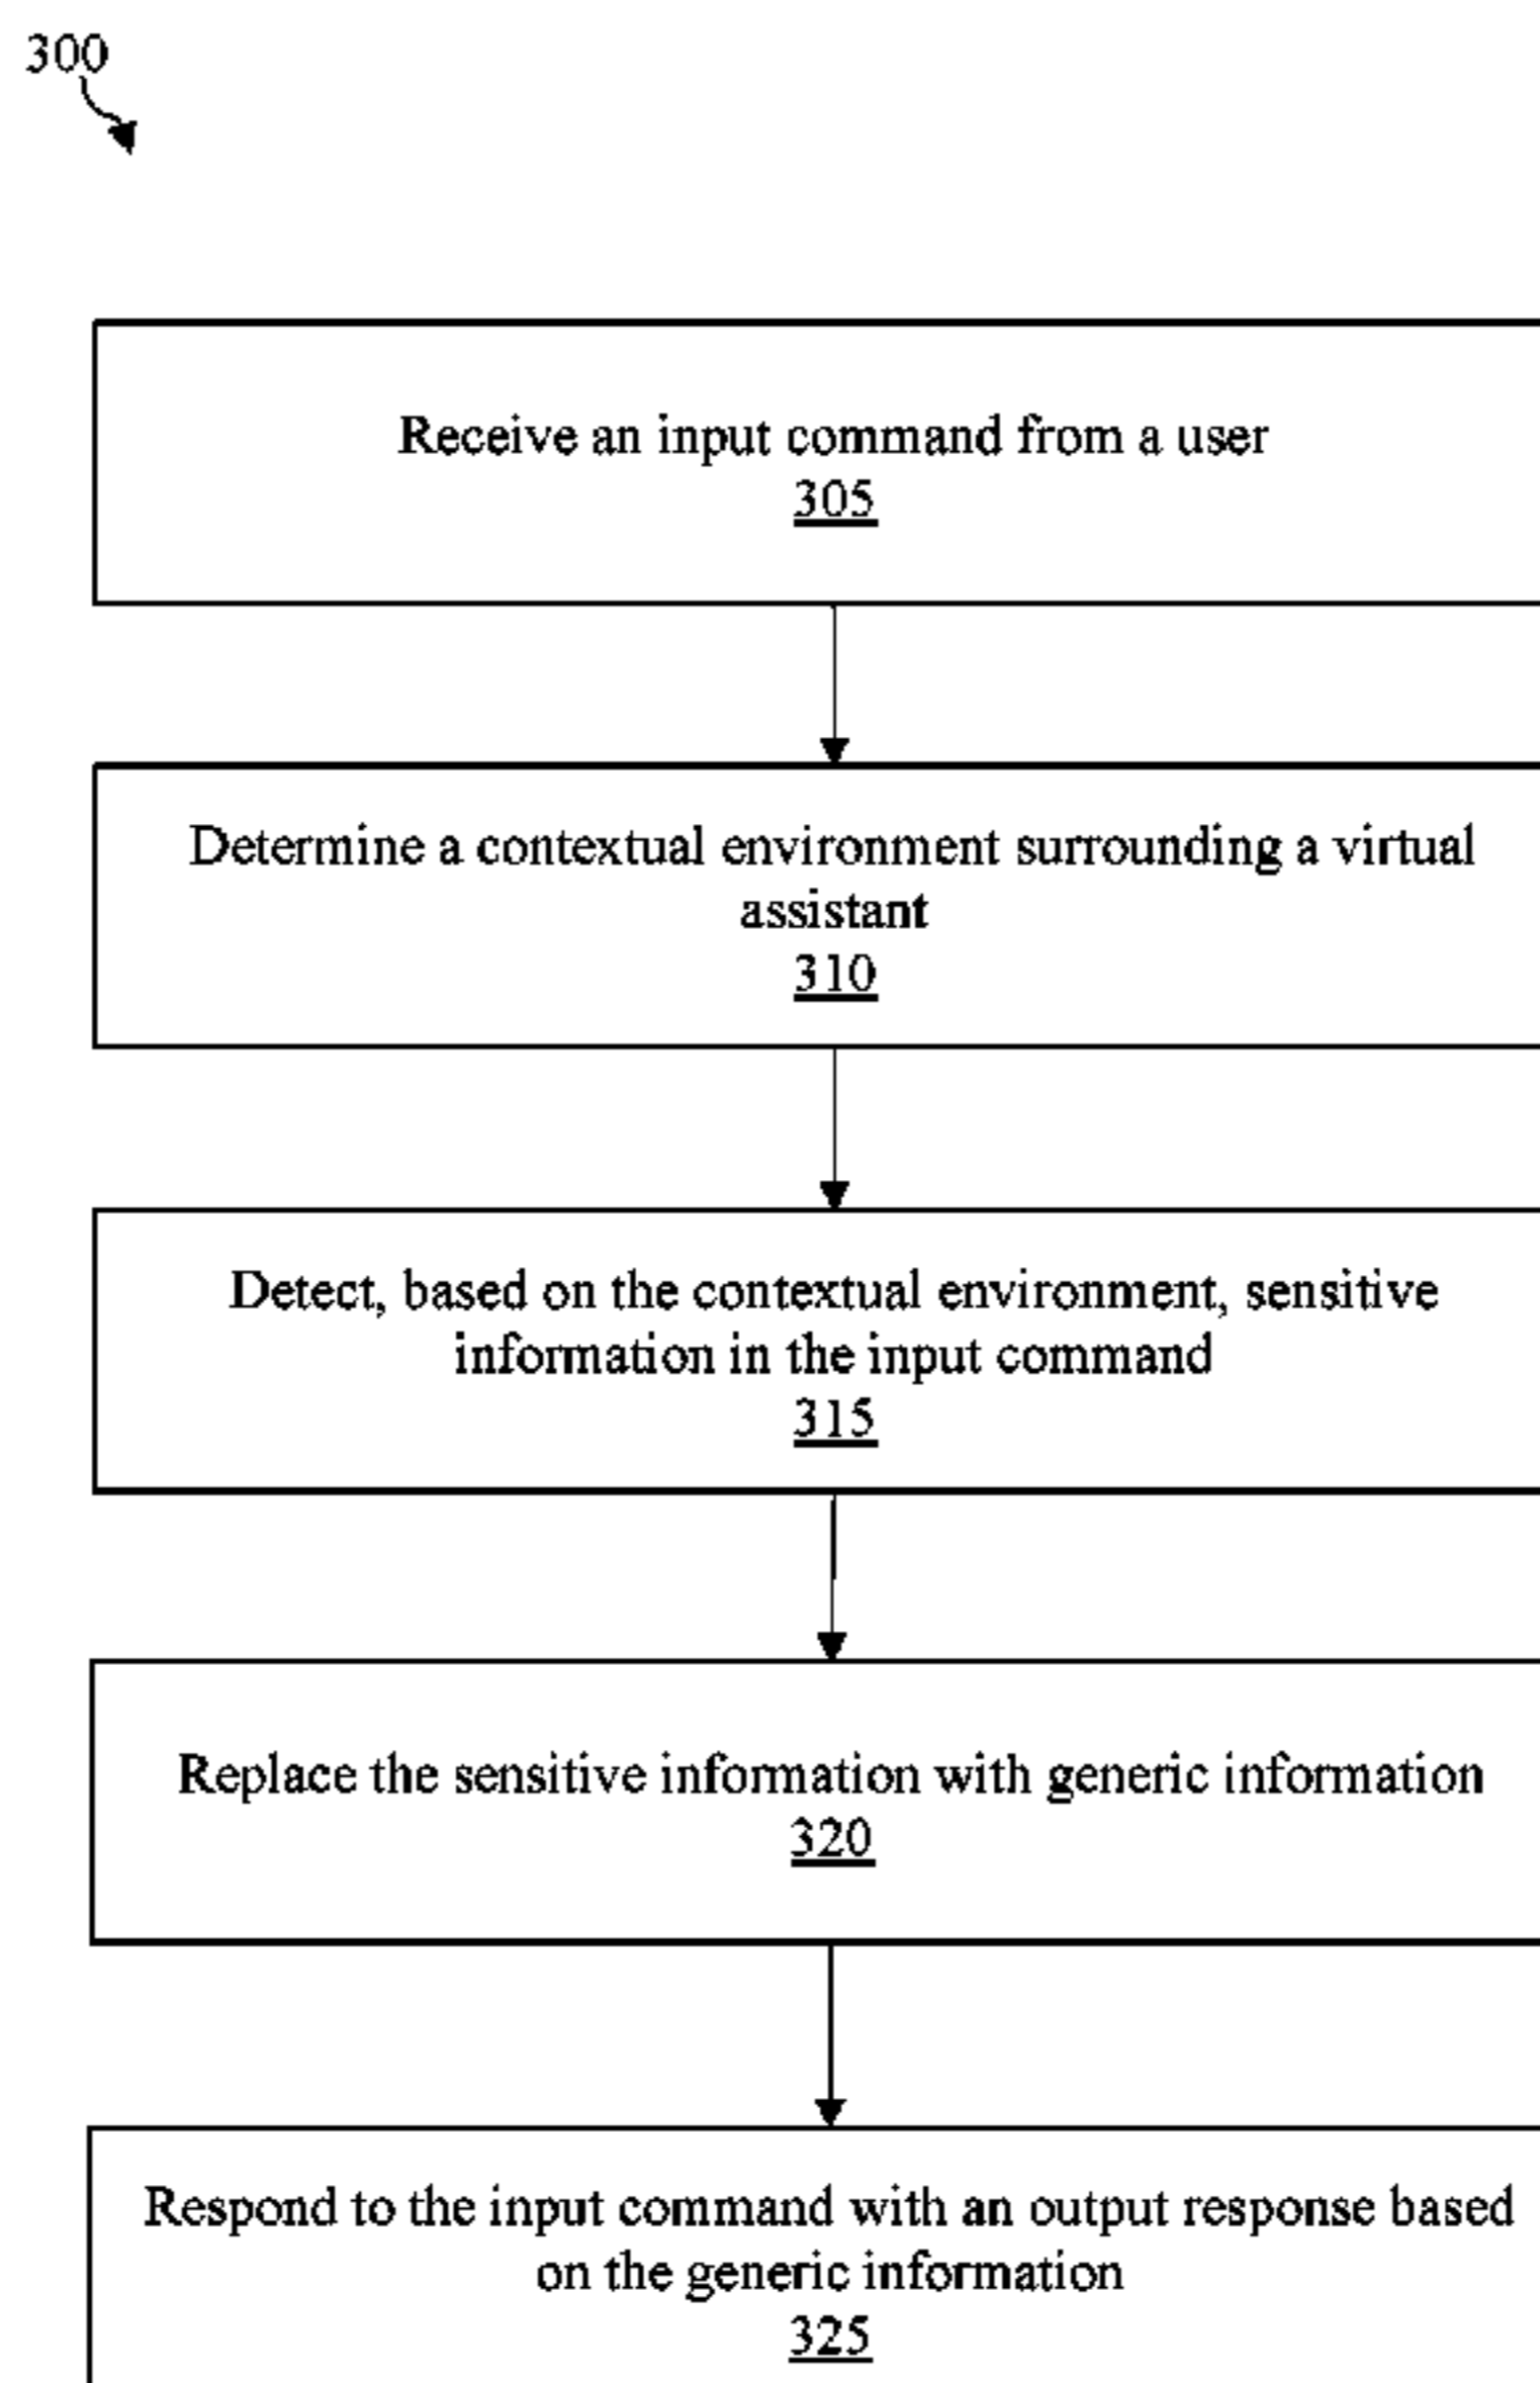 300
Receive an input command from a user
305
Determine a contextual environment surrounding a virtual
assistant
310
Detect, based on the contextual environment, sensitive
information in the input command
315
Replace the sensitive information with generic information
320
Respond to the input command with an output response based
on the generic information
325